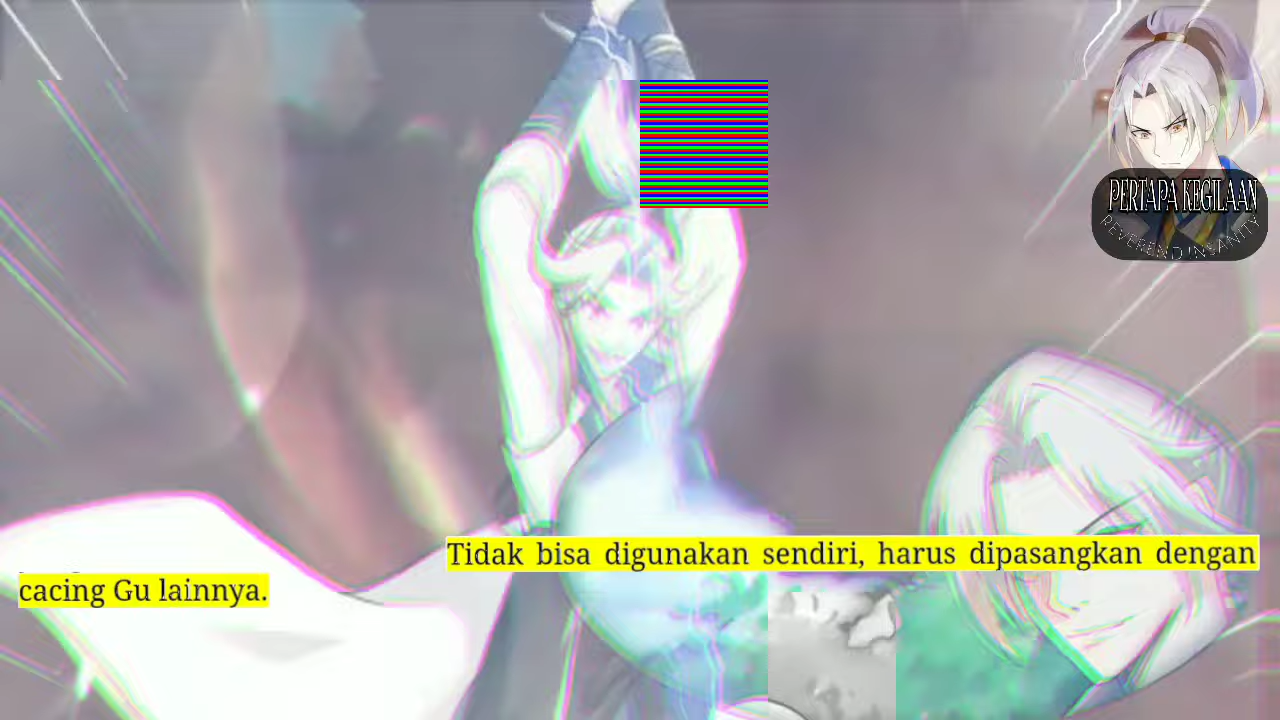 PERTAPA KEGILAAN
REVEREND INSANITY
Tidak bisa digunakan sendiri, harus dipasangkan dengan
cacing Gu lainnya.